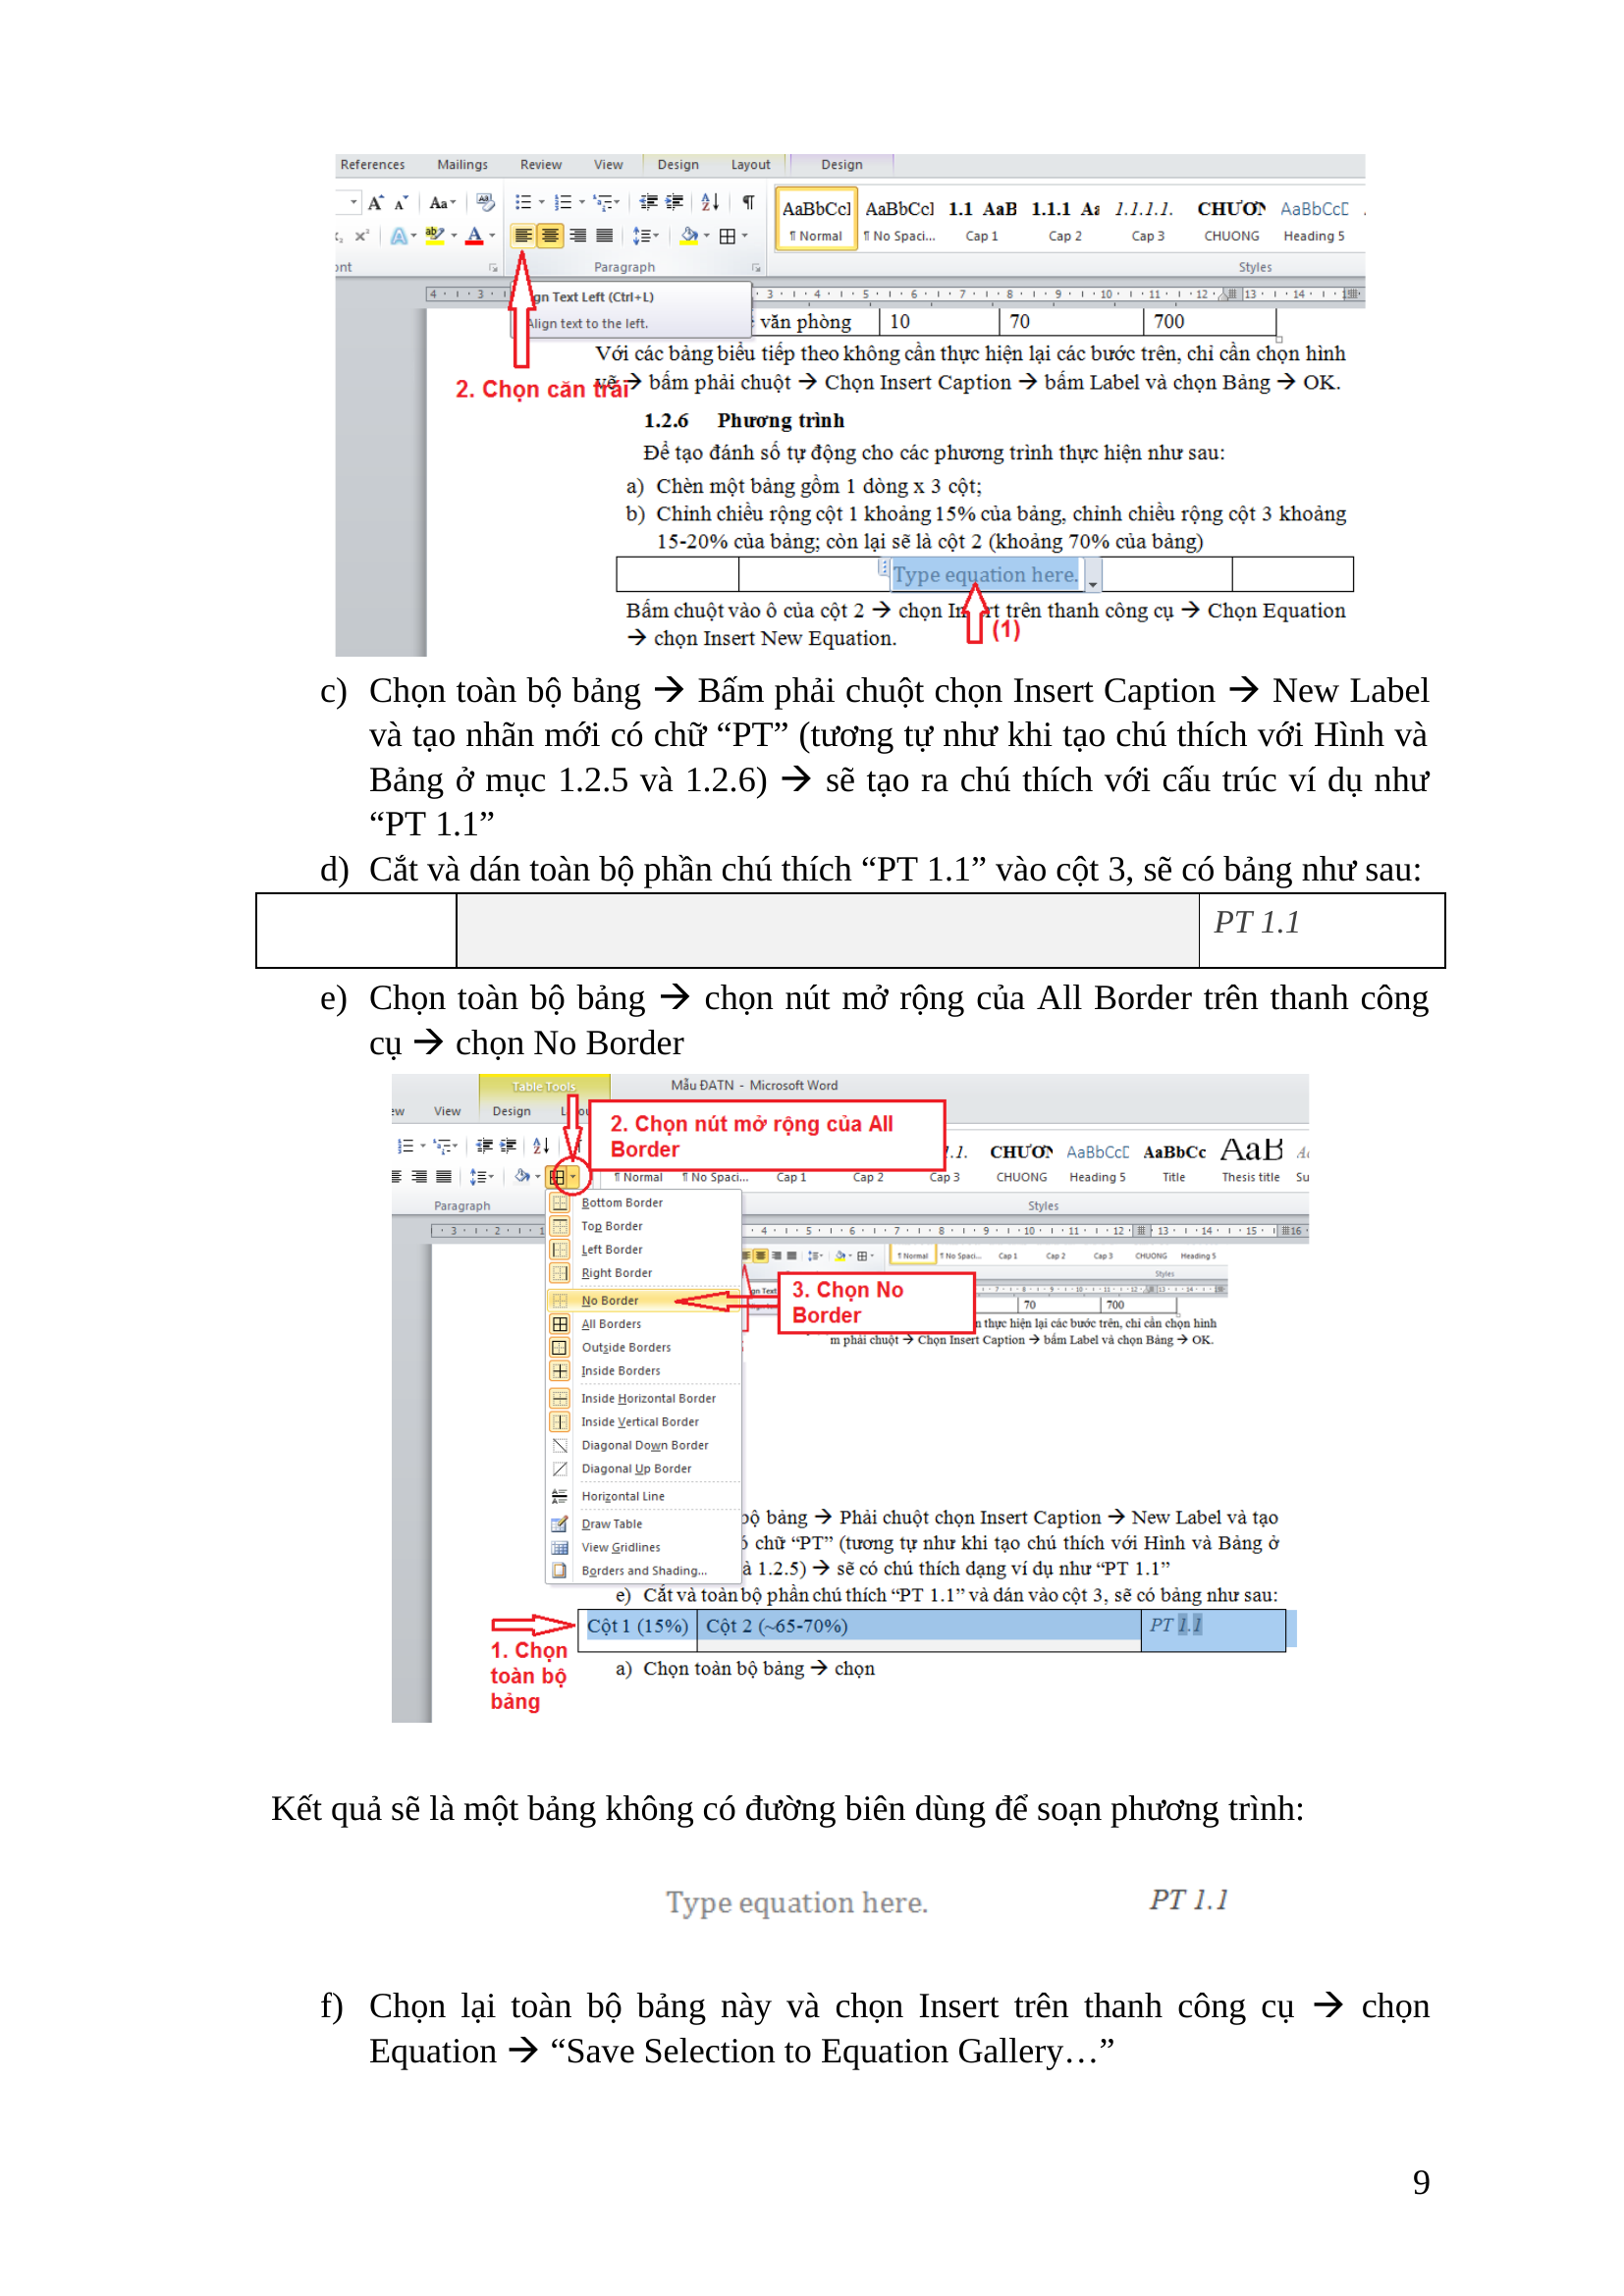 References Mailings Review View Design Layout Design
AaBbCcI AaBbCcI 1.1 AaB 1.1.1 Aa 1.1.1.1. CHƯƠN AaBbCcD
¶ Normal ¶ No Spaci... Cap 1 Cap 2 Cap 3 CHUONG Heading 5
Paragraph Styles
Text Left (Ctrl+L)
Align text to the left.
văn phòng 10 70 700
Với các bảng biểu tiếp theo không cần thực hiện lại các bước trên, chỉ cần chọn hình
vẽ → bấm phải chuột → Chọn Insert Caption → bấm Label và chọn Bảng → OK.
2. Chọn căn trái
1.2.6 Phương trình
Để tạo đánh số tự động cho các phương trình thực hiện như sau:
a) Chèn một bảng gồm 1 dòng x 3 cột;
b) Chỉnh chiều rộng cột 1 khoảng 15% của bảng, chỉnh chiều rộng cột 3 khoảng
15-20% của bảng; còn lại sẽ là cột 2 (khoảng 70% của bảng)
Type equation here.
Bấm chuột vào ô của cột 2 → chọn Insert trên thanh công cụ → Chọn Equation
→ chọn Insert New Equation.
(1)
c) Chọn toàn bộ bảng → Bấm phải chuột chọn Insert Caption → New Label
và tạo nhãn mới có chữ “PT” (tương tự như khi tạo chú thích với Hình và
Bảng ở mục 1.2.5 và 1.2.6) → sẽ tạo ra chú thích với cấu trúc ví dụ như
“PT 1.1”
d) Cắt và dán toàn bộ phần chú thích “PT 1.1” vào cột 3, sẽ có bảng như sau:
PT 1.1
e) Chọn toàn bộ bảng → chọn nút mở rộng của All Border trên thanh công
cụ → chọn No Border
Table Tools Mẫu ĐATN - Microsoft Word
View Design
2. Chọn nút mở rộng của All
Border
CHƯƠN AaBbCcD AaBbCc AaB
¶ Normal ¶ No Spaci... Cap 1 Cap 2 Cap 3 CHUONG Heading 5 Title Thesis title Su
Paragraph Styles
Bottom Border
Top Border
Left Border
Right Border
No Border
All Borders
Outside Borders
Inside Borders
Inside Horizontal Border
Inside Vertical Border
Diagonal Down Border
Diagonal Up Border
Horizontal Line
Draw Table
View Gridlines
Borders and Shading...
¶ Normal ¶ No Spaci... Cap 1 Cap 2 Cap 3 CHUONG Heading 5
Styles
3. Chọn No
Border
70 700
thực hiện lại các bước trên, chỉ cần chọn hình
m phải chuột → Chọn Insert Caption → bấm Label và chọn Bảng → OK.
bộ bảng → Phải chuột chọn Insert Caption → New Label và tạo
chữ “PT” (tương tự như khi tạo chú thích với Hình và Bảng ở
à 1.2.5) → sẽ có chú thích dạng ví dụ như “PT 1.1”
e) Cắt và toàn bộ phần chú thích “PT 1.1” và dán vào cột 3, sẽ có bảng như sau:
Cột 1 (15%) Cột 2 (~65-70%) PT 1.1
1. Chọn
toàn bộ
bảng
a) Chọn toàn bộ bảng → chọn
Kết quả sẽ là một bảng không có đường biên dùng để soạn phương trình:
Type equation here. PT 1.1
f) Chọn lại toàn bộ bảng này và chọn Insert trên thanh công cụ → chọn
Equation → “Save Selection to Equation Gallery…”
9